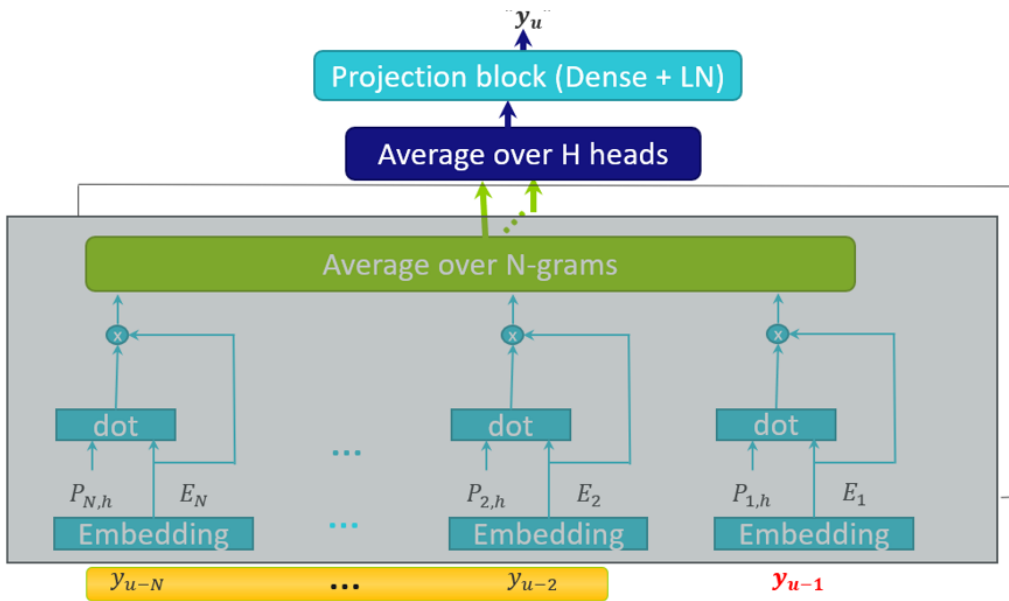 "y_u"
Projection block (Dense + LN)
Average over H heads
Average over N-grams
x x x
dot dot dot
...
P_{N,h} E_N P_{2,h} E_2 P_{1,h} E_1
Embedding ... Embedding Embedding
y_{u-N} ... y_{u-2} y_{u-1}